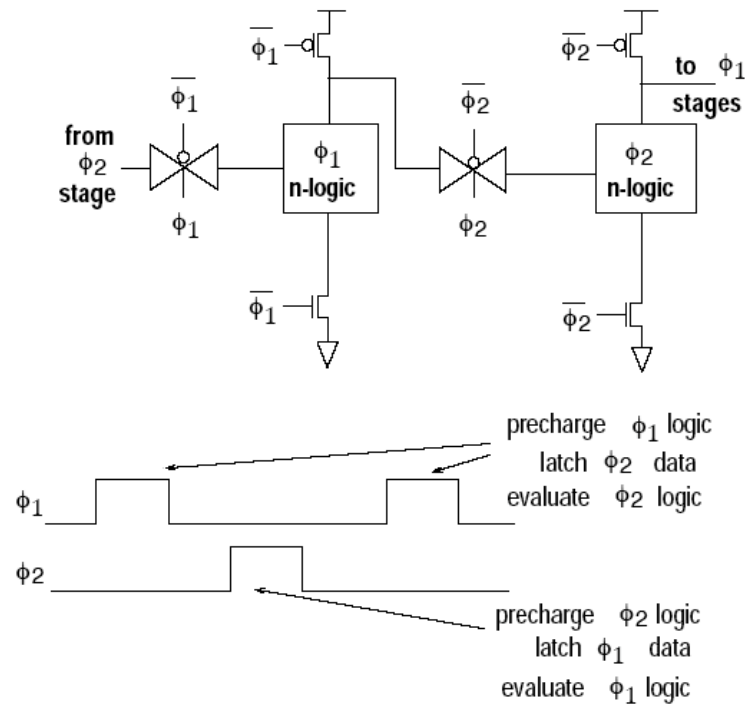 φ̅₁
φ̅₂
to φ₁
stages
φ̅₁
φ̅₂
from
φ₂
stage
φ₁
n-logic
φ₂
n-logic
φ₁
φ₂
φ̅₁
φ̅₂
precharge φ₁ logic
latch φ₂ data
evaluate φ₂ logic
φ₁
φ₂
precharge φ₂ logic
latch φ₁ data
evaluate φ₁ logic